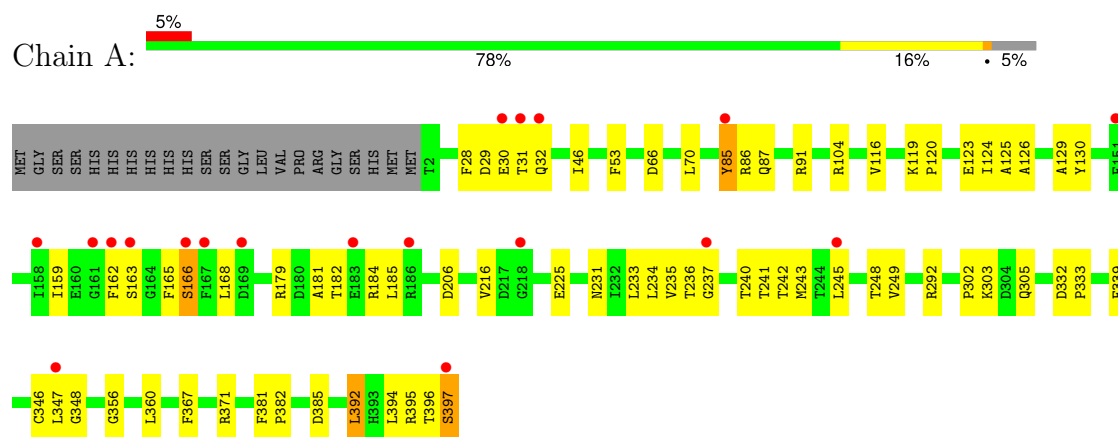 5%
Chain A:
78% 16% • 5%
MET GLY SER SER HIS HIS HIS HIS HIS HIS SER SER GLY LEU VAL PRO ARG GLY SER HIS MET MET T2 F28 D29 E30 T31 Q32 I46 F53 D66 L70 Y85 R86 Q87 R91 R104 V116 K119 P120 E123 I124 A125 A126 A129 Y130 E151
I158 I159 E160 G161 F162 S163 G164 F165 S166 F167 L168 D169 R179 D180 A181 T182 E183 R184 L185 R186 D206 V216 D217 G218 E225 N231 I232 L233 L234 V235 T236 G237 T240 T241 T242 M243 T244 L245 T248 V249 R292 P302 K303 D304 Q305 D332 P333
C346 L347 G348 G356 L360 F367 R371 F381 P382 D385 L392 H393 L394 R395 T396 S397